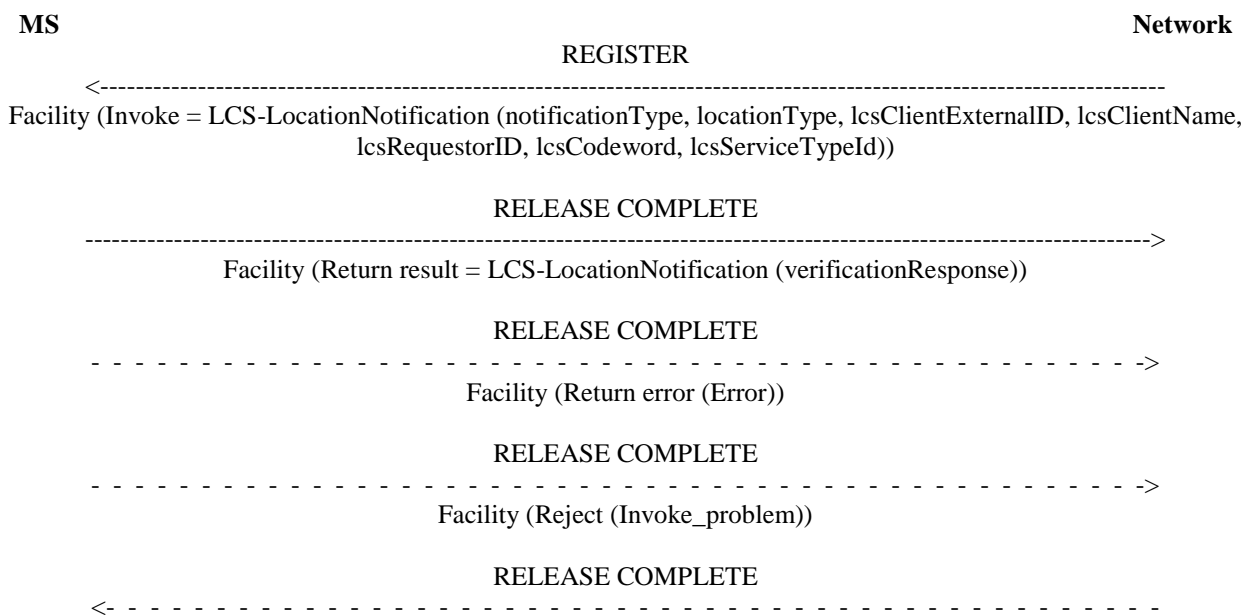 MS Network
REGISTER
<------------------------------------------------------------------------------------------------------------------------
Facility (Invoke = LCS-LocationNotification (notificationType, locationType, lcsClientExternalID, lcsClientName,
lcsRequestorID, lcsCodeword, lcsServiceTypeId))
RELEASE COMPLETE
------------------------------------------------------------------------------------------------------------------------>
Facility (Return result = LCS-LocationNotification (verificationResponse))
RELEASE COMPLETE
- - - - - - - - - - - - - - - - - - - - - - - - - - - - - - - - - - - - - - - - - - - - - - - - ->
Facility (Return error (Error))
RELEASE COMPLETE
- - - - - - - - - - - - - - - - - - - - - - - - - - - - - - - - - - - - - - - - - - - - - - - - ->
Facility (Reject (Invoke_problem))
RELEASE COMPLETE
<- - - - - - - - - - - - - - - - - - - - - - - - - - - - - - - - - - - - - - - - - - - - - - - - -